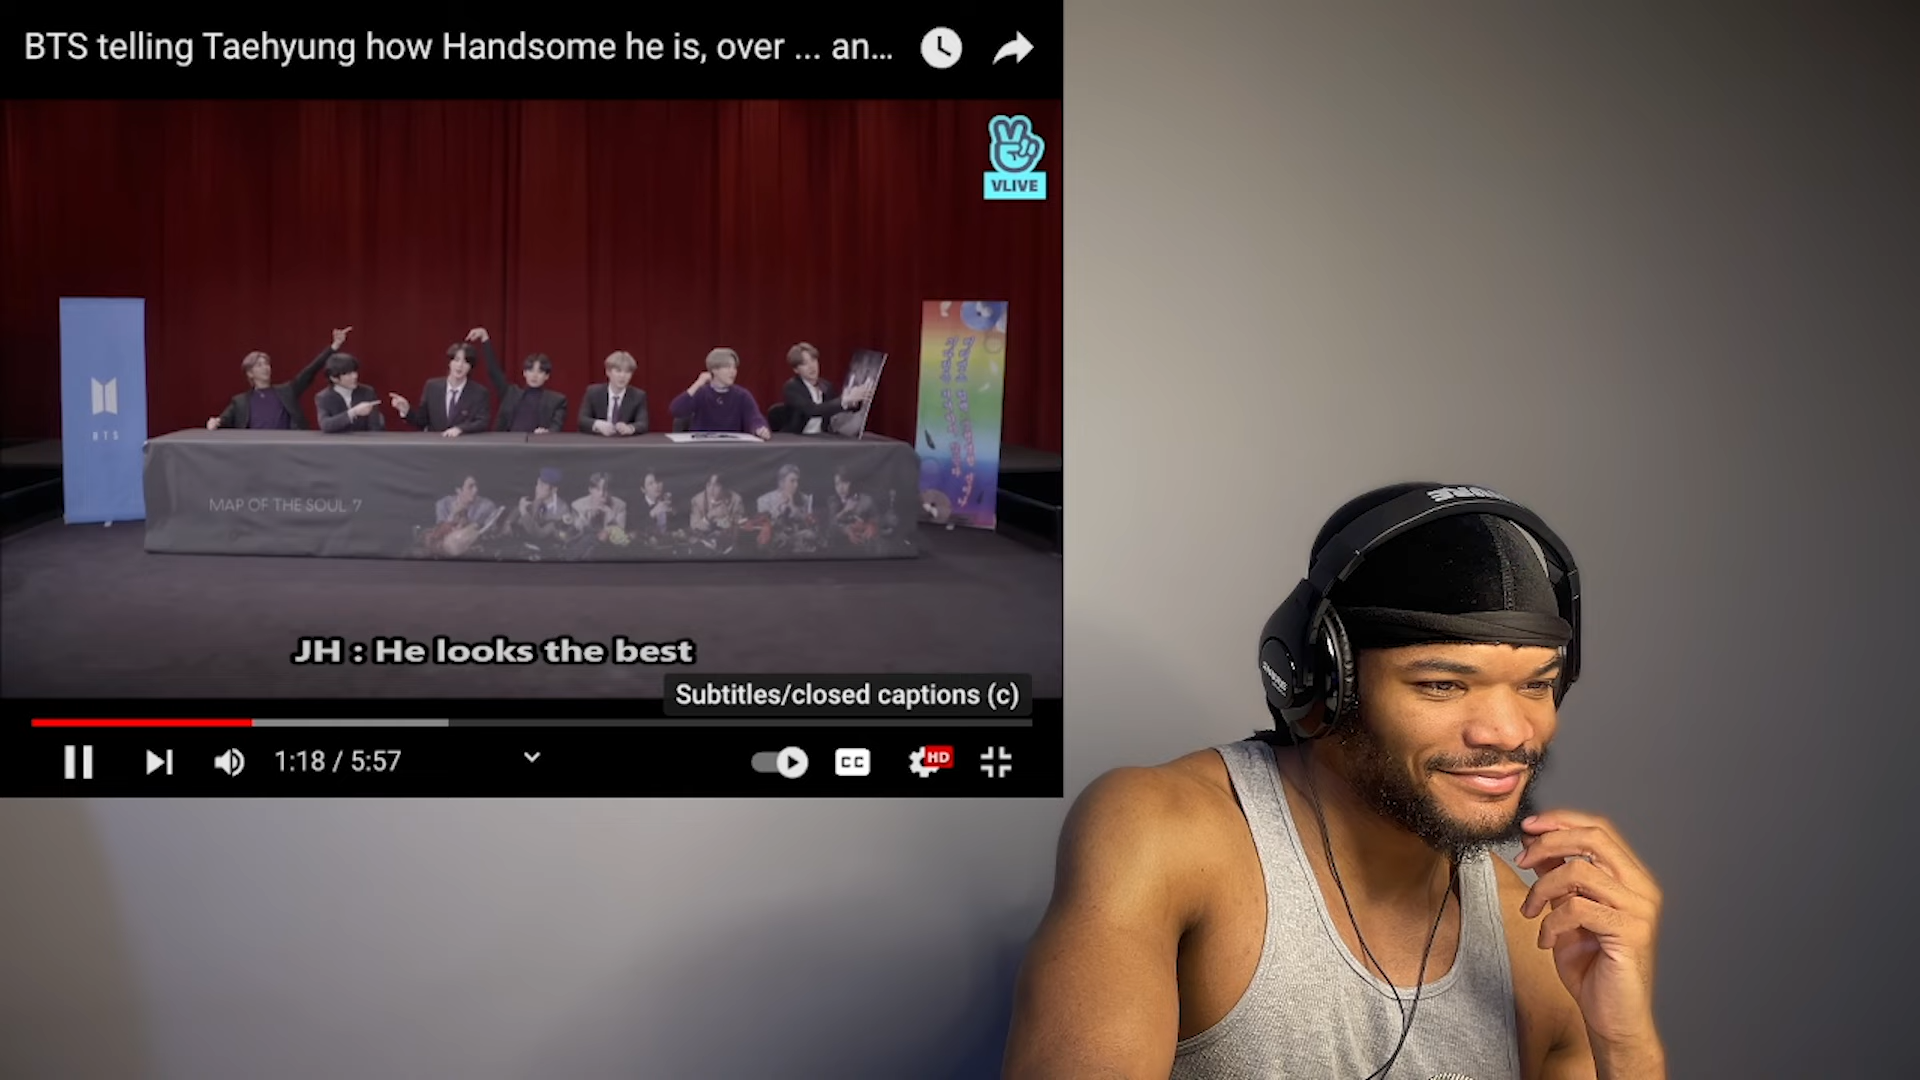 BTS telling Taehyung how Handsome he is, over ... an...
VLIVE
BTS
MAP OF THE SOUL 7
JH : He looks the best
Subtitles/closed captions (c)
1:18 / 5:57
CC
HD